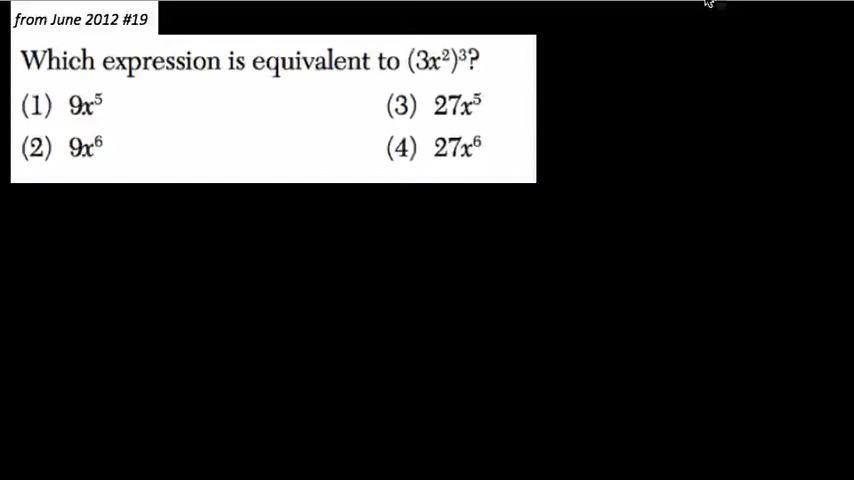 from June 2012 #19
Which expression is equivalent to (3x²)³?
(1) 9x⁵ (3) 27x⁵
(2) 9x⁶ (4) 27x⁶